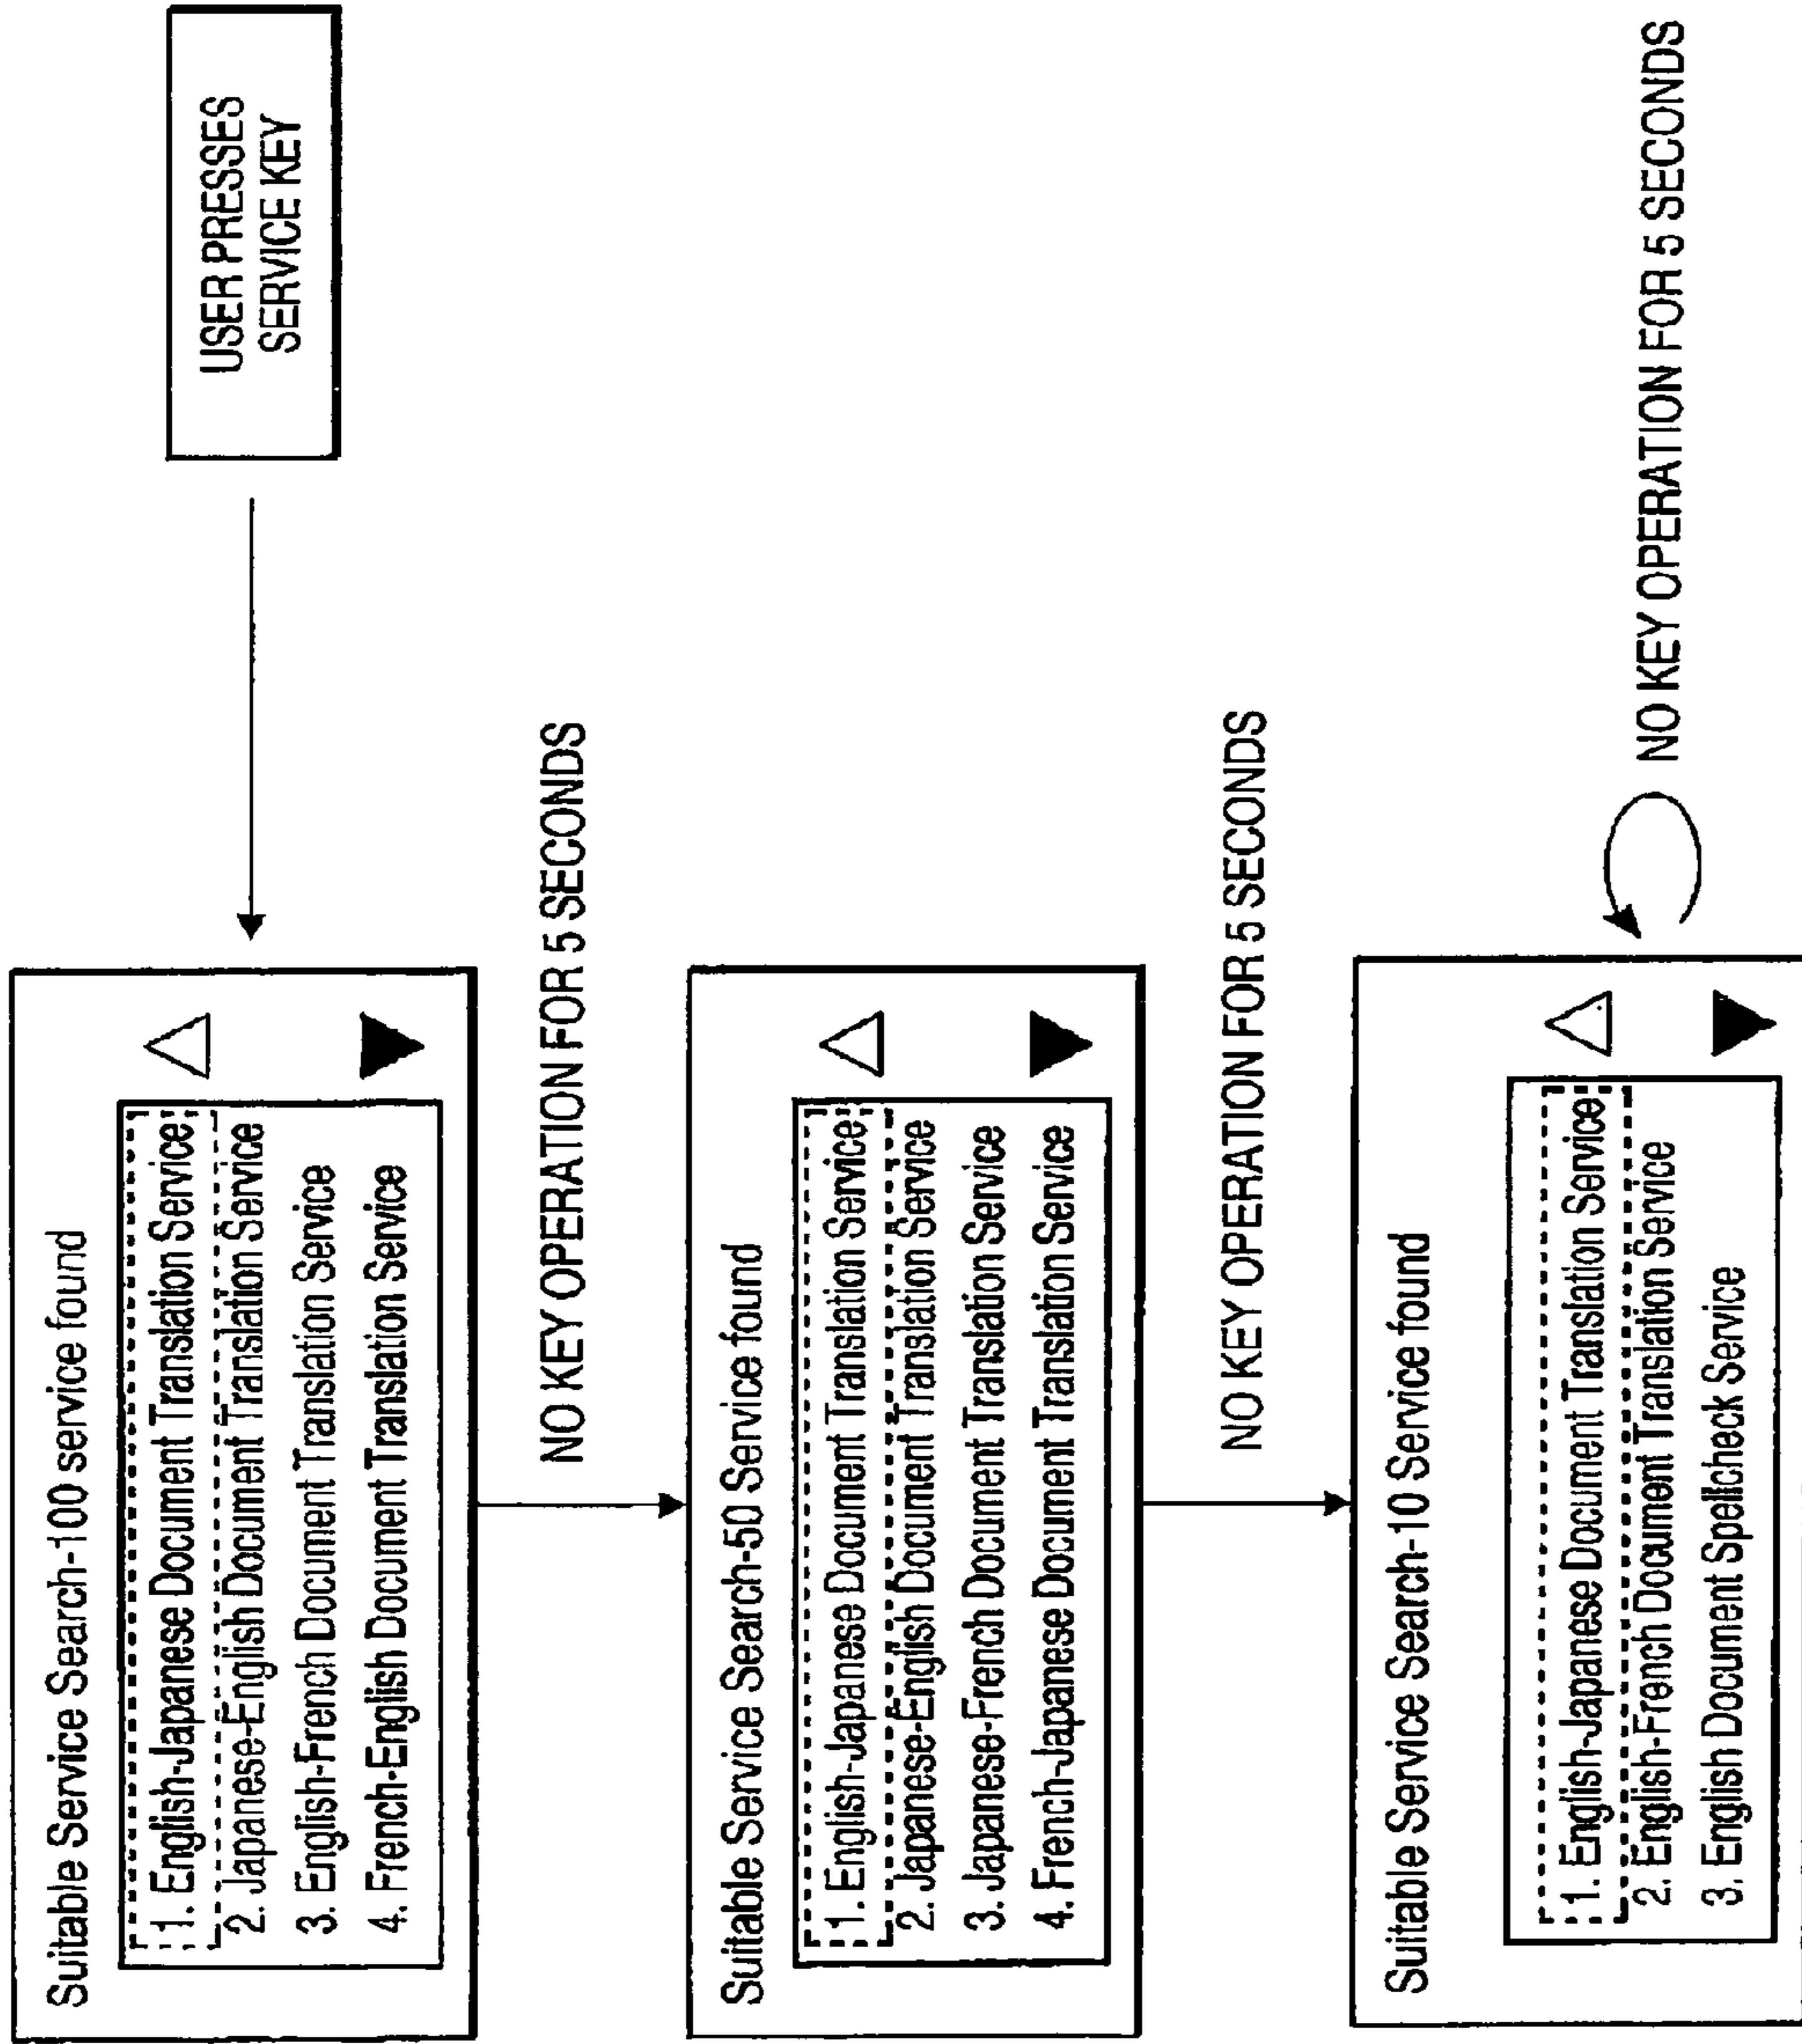 USER PRESSES
SERVICE KEY
Suitable Service Search-100 service found
1. English-Japanese Document Translation Service
2. Japanese-English Document Translation Service
3. English-French Document Translation Service
4. French-English Document Translation Service
NO KEY OPERATION FOR 5 SECONDS
Suitable Service Search-50 Service found
1. English-Japanese Document Translation Service
2. Japanese-English Document Translation Service
3. Japanese-French Document Translation Service
4. French-Japanese Document Translation Service
NO KEY OPERATION FOR 5 SECONDS
Suitable Service Search-10 Service found
1. English-Japanese Document Translation Service
2. English-French Document Translation Service
3. English Document Spellcheck Service
NO KEY OPERATION FOR 5 SECONDS